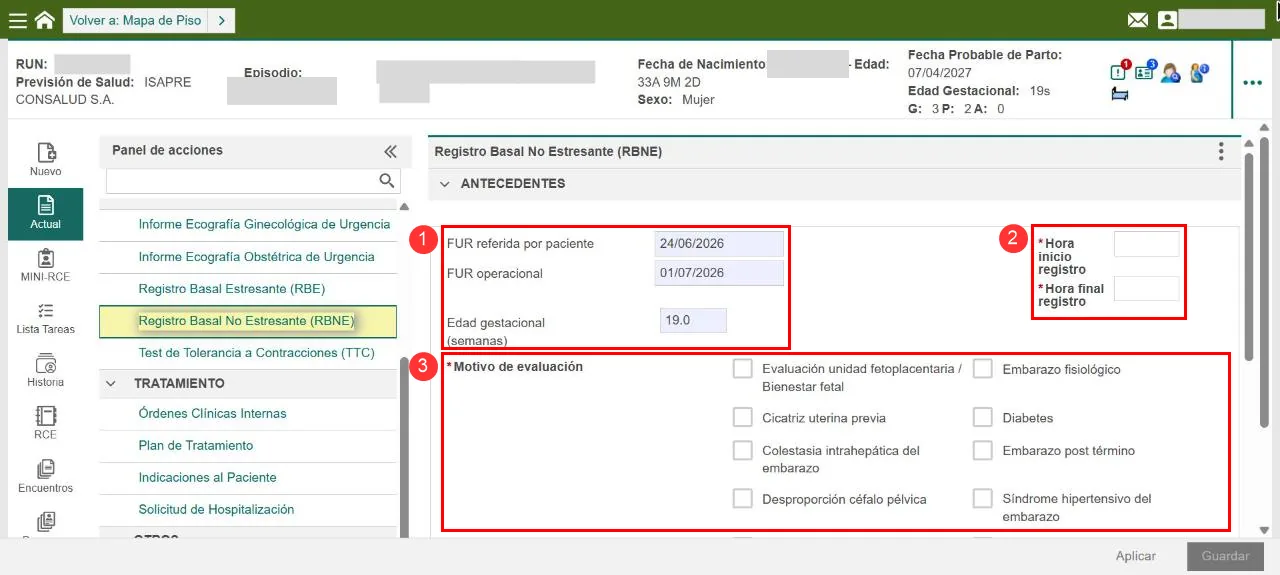 Volver a: Mapa de Piso
RUN:
Previsión de Salud: ISAPRE
CONSALUD S.A.
Episodio:
Fecha de Nacimiento - Edad:
33A 9M 2D
Sexo: Mujer
Fecha Probable de Parto:
07/04/2027
Edad Gestacional: 19s
G: 3 P: 2 A: 0
1
3
Nuevo
Actual
MINI-RCE
Lista Tareas
Historia
RCE
Encuentros
Panel de acciones
Informe Ecografía Ginecológica de Urgencia
Informe Ecografía Obstétrica de Urgencia
Registro Basal Estresante (RBE)
Registro Basal No Estresante (RBNE)
Test de Tolerancia a Contracciones (TTC)
TRATAMIENTO
Órdenes Clínicas Internas
Plan de Tratamiento
Indicaciones al Paciente
Solicitud de Hospitalización
Registro Basal No Estresante (RBNE)
ANTECEDENTES
1
FUR referida por paciente 24/06/2026
FUR operacional 01/07/2026
Edad gestacional 19.0
(semanas)
2
*Hora
inicio
registro
*Hora final
registro
3
*Motivo de evaluación
Evaluación unidad fetoplacentaria /
Bienestar fetal
Embarazo fisiológico
Cicatriz uterina previa
Diabetes
Colestasia intrahepática del
embarazo
Embarazo post término
Desproporción céfalo pélvica
Síndrome hipertensivo del
embarazo
Aplicar
Guardar